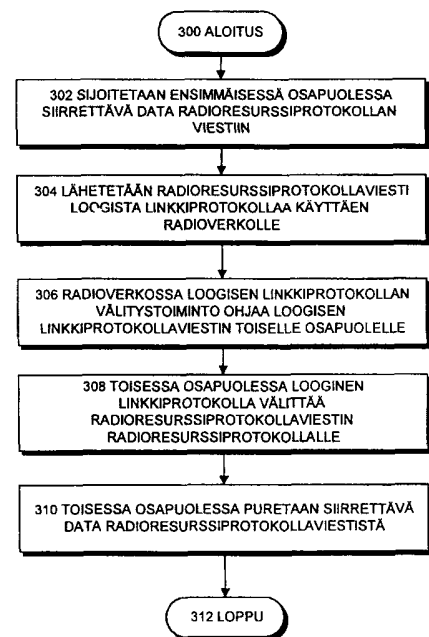 300 ALOITUS
302 SIJOITETAAN ENSIMMÄISESSÄ OSAPUOLESSA
SIIRRETTÄVÄ DATA RADIORESURSSIPROTOKOLLAN
VIESTIIN
304 LÄHETETÄÄN RADIORESURSSIPROTOKOLLAVIESTI
LOOGISTA LINKKIPROTOKOLLAA KÄYTTÄEN
RADIOVERKOLLE
306 RADIOVERKOSSA LOOGISEN LINKKIPROTOKOLLAN
VÄLITYSTOIMINTO OHJAA LOOGISEN
LINKKIPROTOKOLLAVIESTIN TOISELLE OSAPUOLELLE
308 TOISESSA OSAPUOLESSA LOOGINEN
LINKKIPROTOKOLLA VÄLITTÄÄ
RADIORESURSSIPROTOKOLLAVIESTIN
RADIORESURSSIPROTOKOLLALLE
310 TOISESSA OSAPUOLESSA PURETAAN SIIRRETTÄVÄ
DATA RADIORESURSSIPROTOKOLLAVIESTISTÄ
312 LOPPU